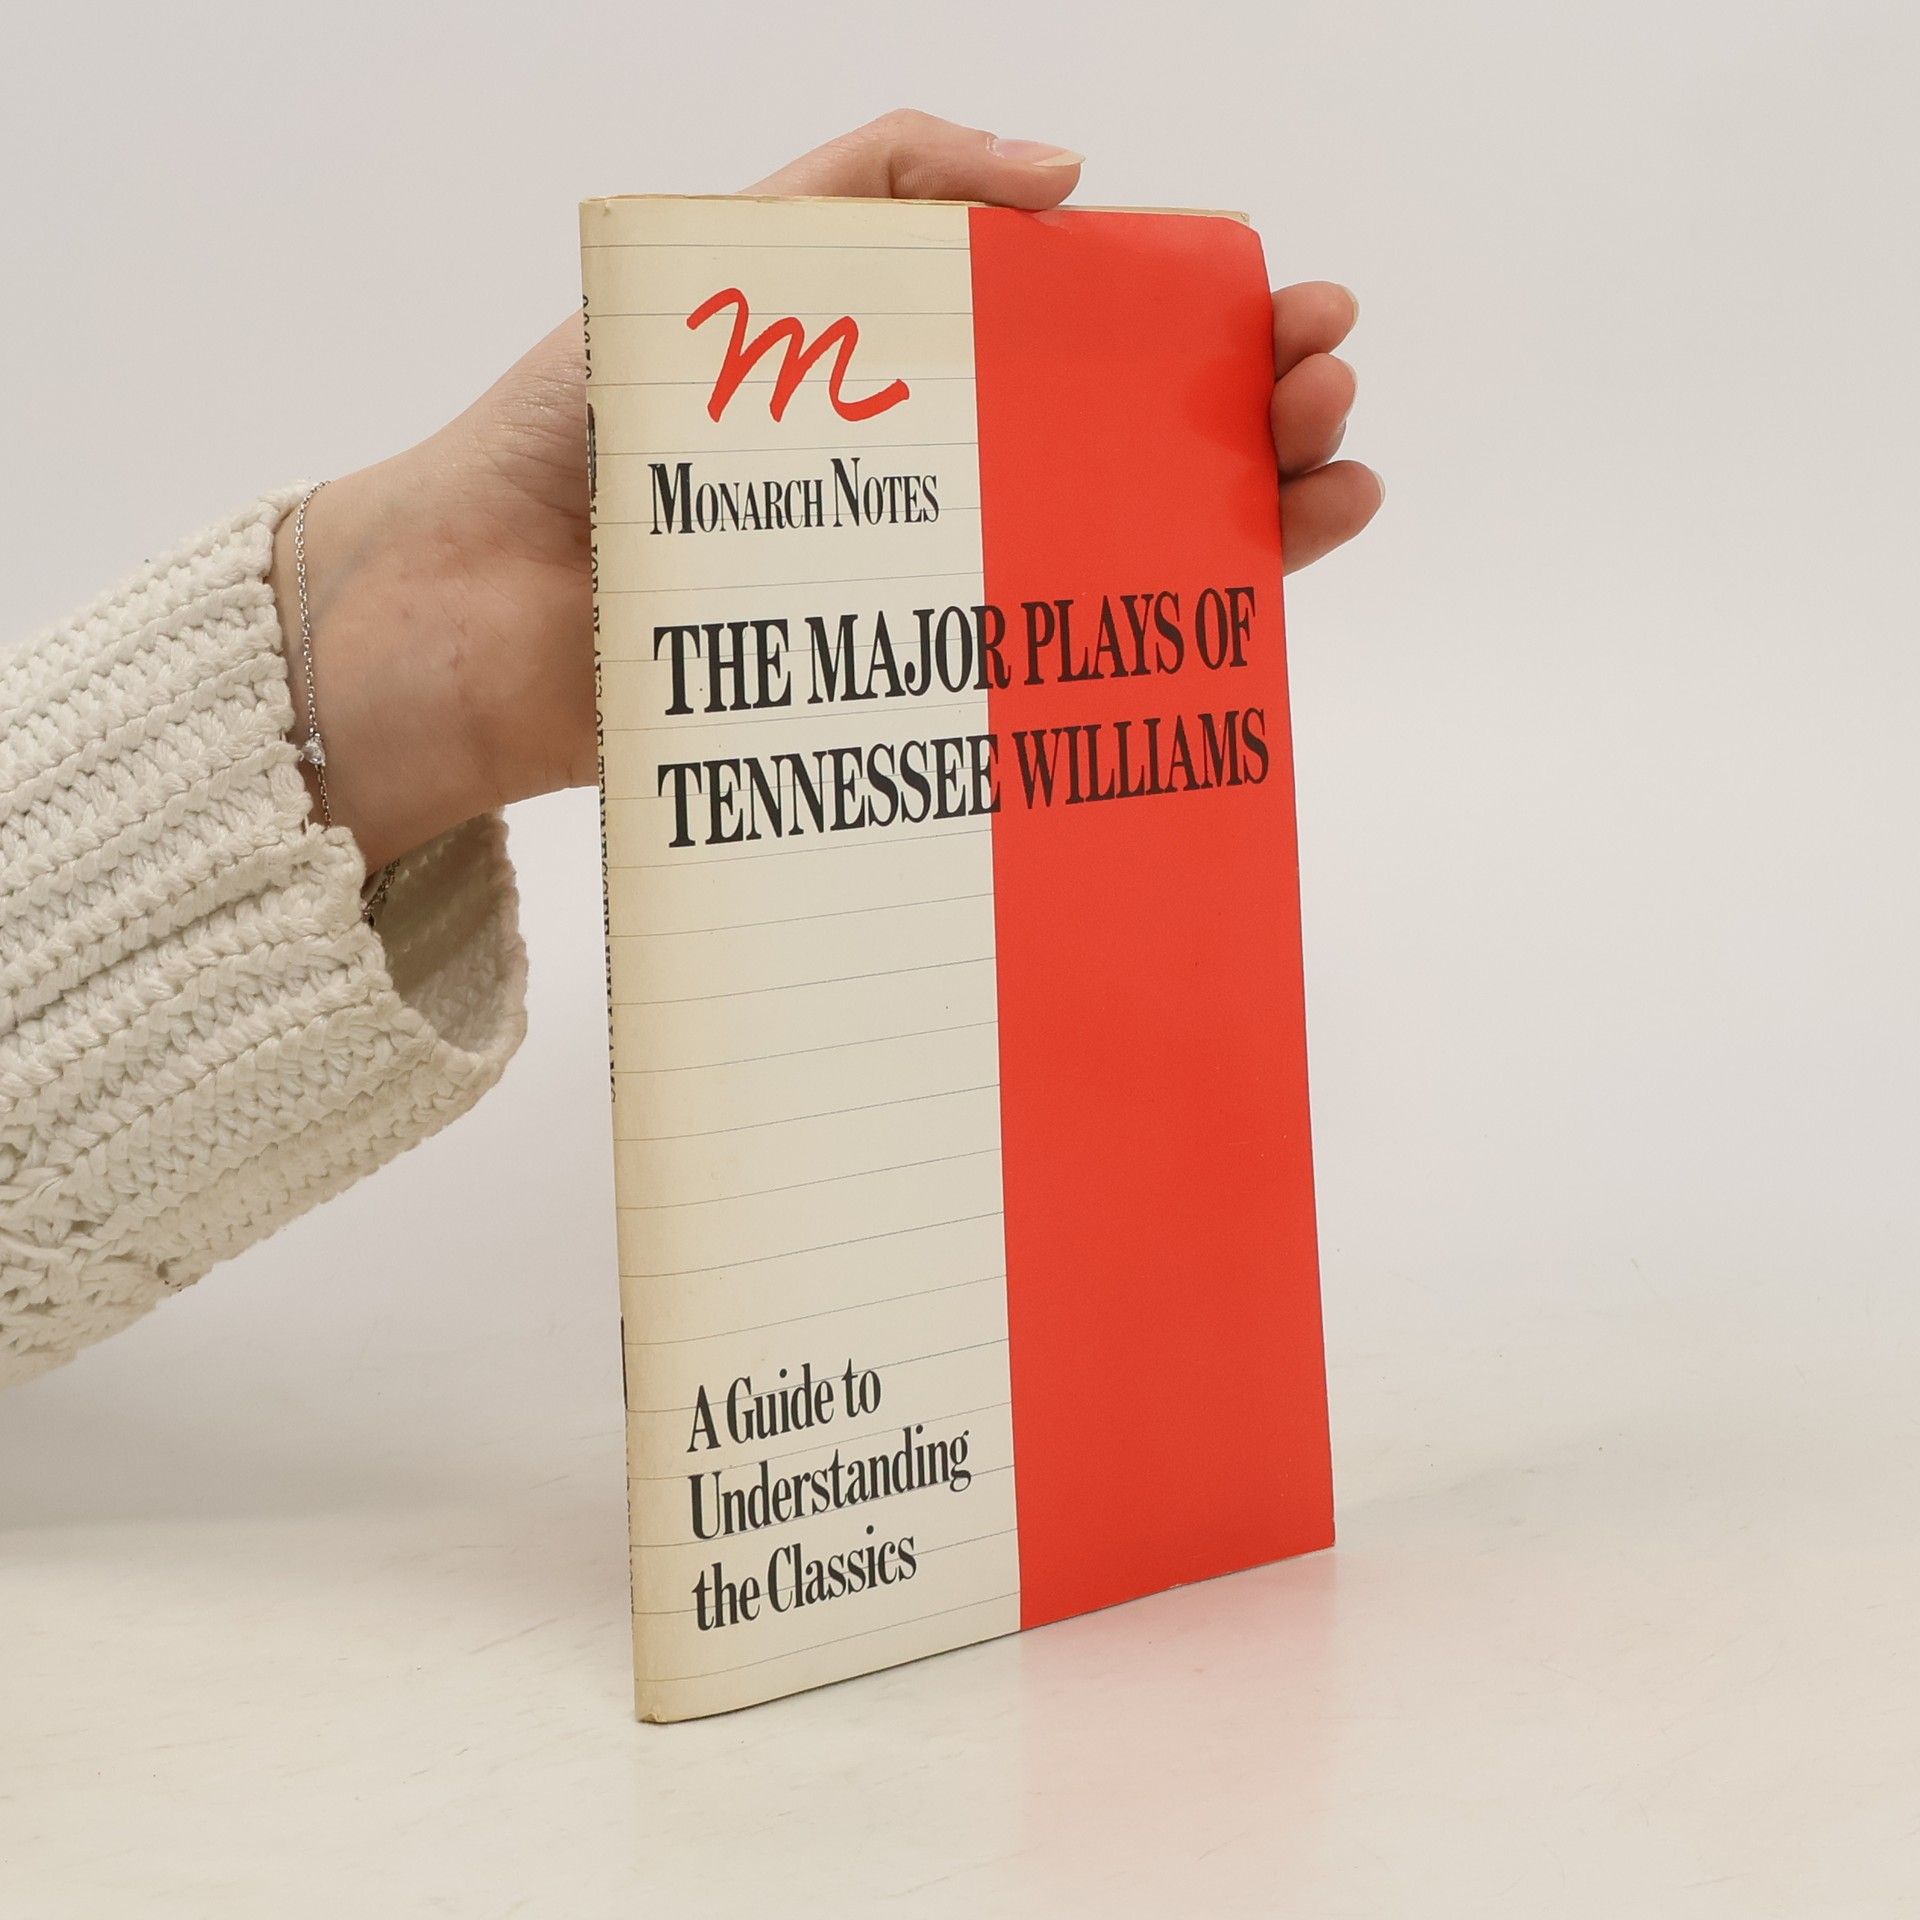 m
MONARCH NOTES
THE MAJOR PLAYS OF
TENNESSEE WILLIAMS
A Guide to
Understanding
the Classics